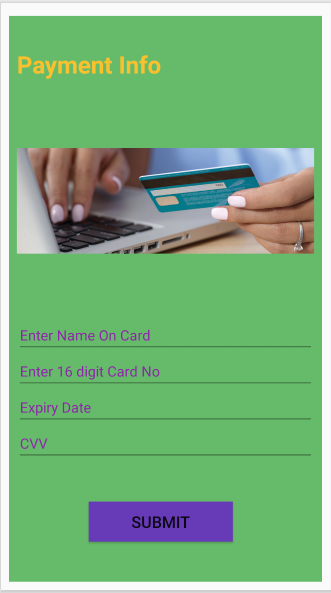 Payment Info
Enter Name On Card
Enter 16 digit Card No
Expiry Date
CVV
SUBMIT